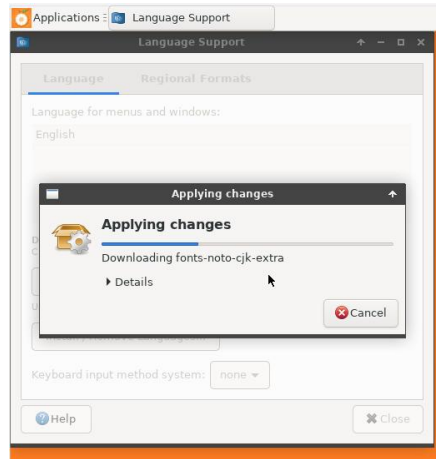 Applications Language Support
Language Support
Language Regional Formats
Language for menus and windows:
English
Applying changes
Applying changes
Downloading fonts-noto-cjk-extra
Details
Cancel
Keyboard input method system: none
Help Close